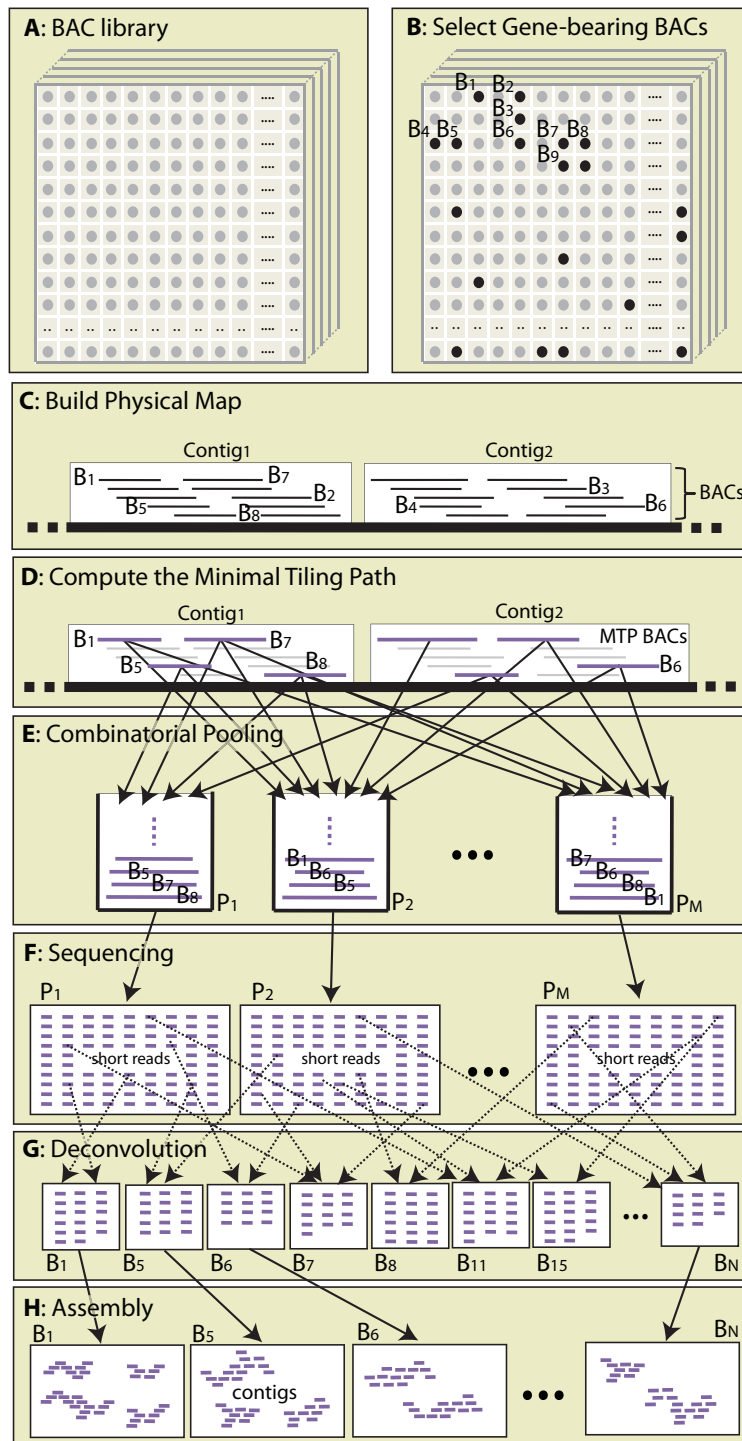 A: BAC library
B: Select Gene-bearing BACs
B1 B2
B3
B4 B5 B6 B7 B8
B9
C: Build Physical Map
Contig1 Contig2
B1 B7
B2 B3
B5 B4 B6
B8
BACs
D: Compute the Minimal Tiling Path
Contig1 Contig2
B1 B7 MTP BACs
B5 B8 B6
E: Combinatorial Pooling
B5
B7
B8
P1
B1
B6
B5
P2
B7
B6
B8
B1
PM
F: Sequencing
P1 P2 PM
short reads short reads short reads
G: Deconvolution
B1 B5 B6 B7 B8 B11 B15 BN
H: Assembly
B1 B5 B6 BN
contigs